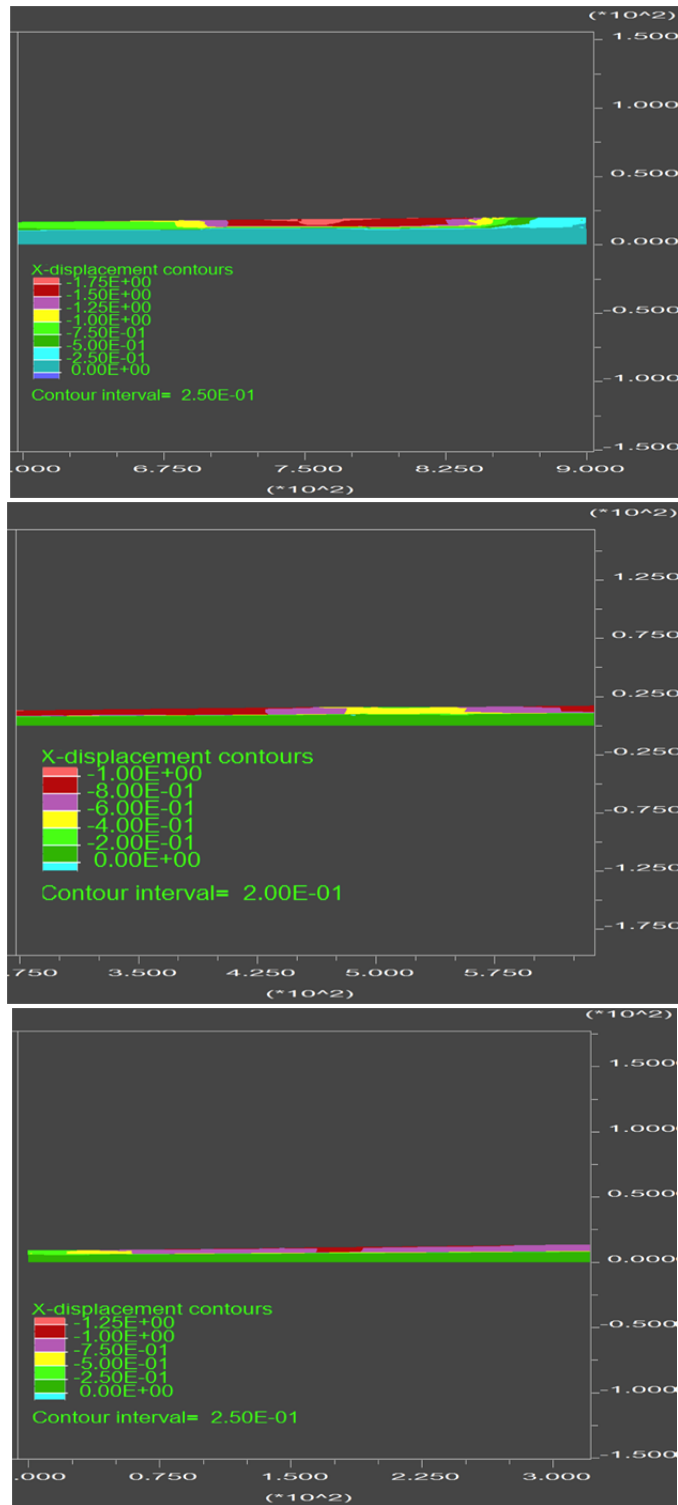 (*10^2)
1.500
1.000
0.500
0.000
-0.500
-1.000
-1.500
X-displacement contours
-1.75E+00
-1.50E+00
-1.25E+00
-1.00E+00
-7.50E-01
-5.00E-01
-2.50E-01
0.00E+00
Contour interval= 2.50E-01
.000 6.750 7.500 8.250 9.000
(*10^2)
(*10^2)
1.250
0.750
0.250
-0.250
-0.750
-1.250
-1.750
X-displacement contours
-1.00E+00
-8.00E-01
-6.00E-01
-4.00E-01
-2.00E-01
0.00E+00
Contour interval= 2.00E-01
.750 3.500 4.250 5.000 5.750
(*10^2)
(*10^2)
1.500
1.000
0.500
0.000
-0.500
-1.000
-1.500
X-displacement contours
-1.25E+00
-1.00E+00
-7.50E-01
-5.00E-01
-2.50E-01
0.00E+00
Contour interval= 2.50E-01
.000 0.750 1.500 2.250 3.000
(*10^2)